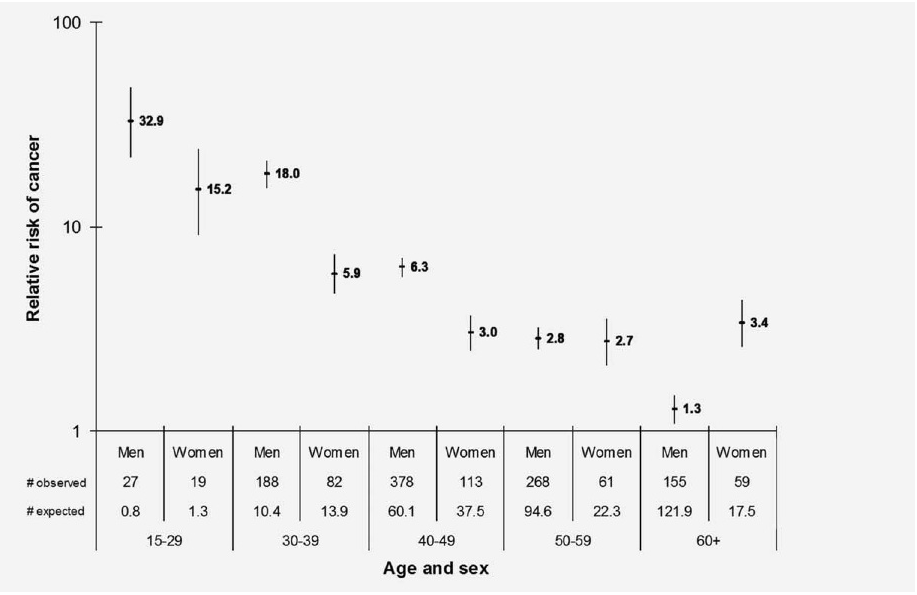 100
32.9
18.0
15.2
10
Relative risk of cancer
5.9
6.3
3.0
2.8
2.7
3.4
1.3
1
Men Women Men Women Men Women Men Women Men Women
# observed 27 19 188 82 378 113 268 61 155 59
# expected 0.8 1.3 10.4 13.9 60.1 37.5 94.6 22.3 121.9 17.5
15-29 30-39 40-49 50-59 60+
Age and sex